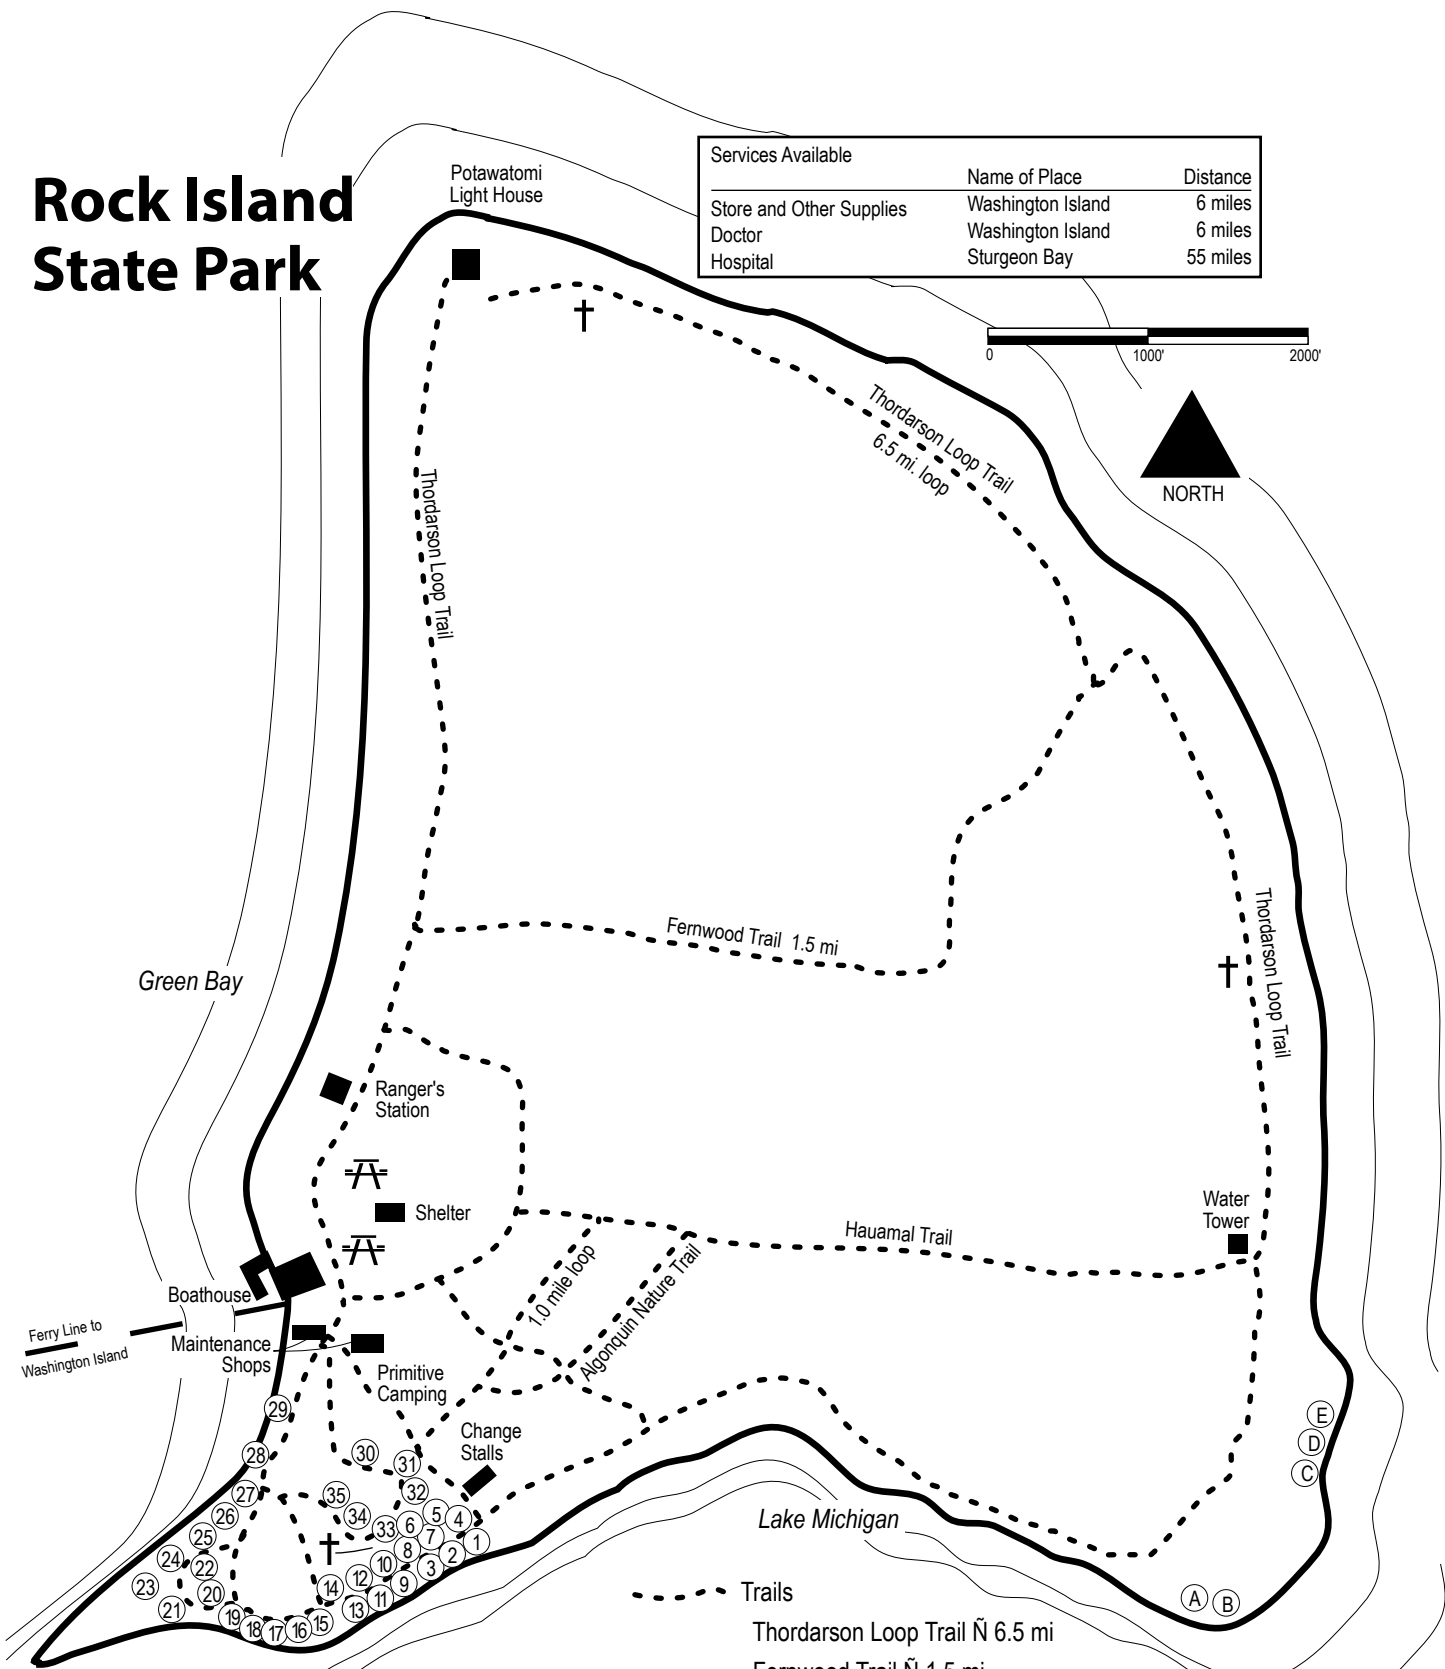 Rock Island
State Park
Potawatomi
Light House
Services Available
Name of Place Distance
Store and Other Supplies Washington Island 6 miles
Doctor Washington Island 6 miles
Hospital Sturgeon Bay 55 miles
0 1000' 2000'
NORTH
Thordarson Loop Trail
6.5 mi. loop
Thordarson Loop Trail
Fernwood Trail 1.5 mi
Thordarson Loop Trail
Green Bay
Ranger's
Station
Shelter
Water
Tower
Hauamal Trail
1.0 mile loop
Algonquin Nature Trail
Boathouse
Ferry Line to
Washington Island
Maintenance
Shops
Primitive
Camping
Change
Stalls
29
28
30
31
27
35
32
26
34
5
4
25
33
6
7
1
24
22
8
2
10
3
23
20
14
12
9
11
21
19
13
18
17
16
15
E
D
C
A
B
Lake Michigan
Trails
Thordarson Loop Trail Ñ 6.5 mi
Fernwood Trail Ñ 1.5 mi